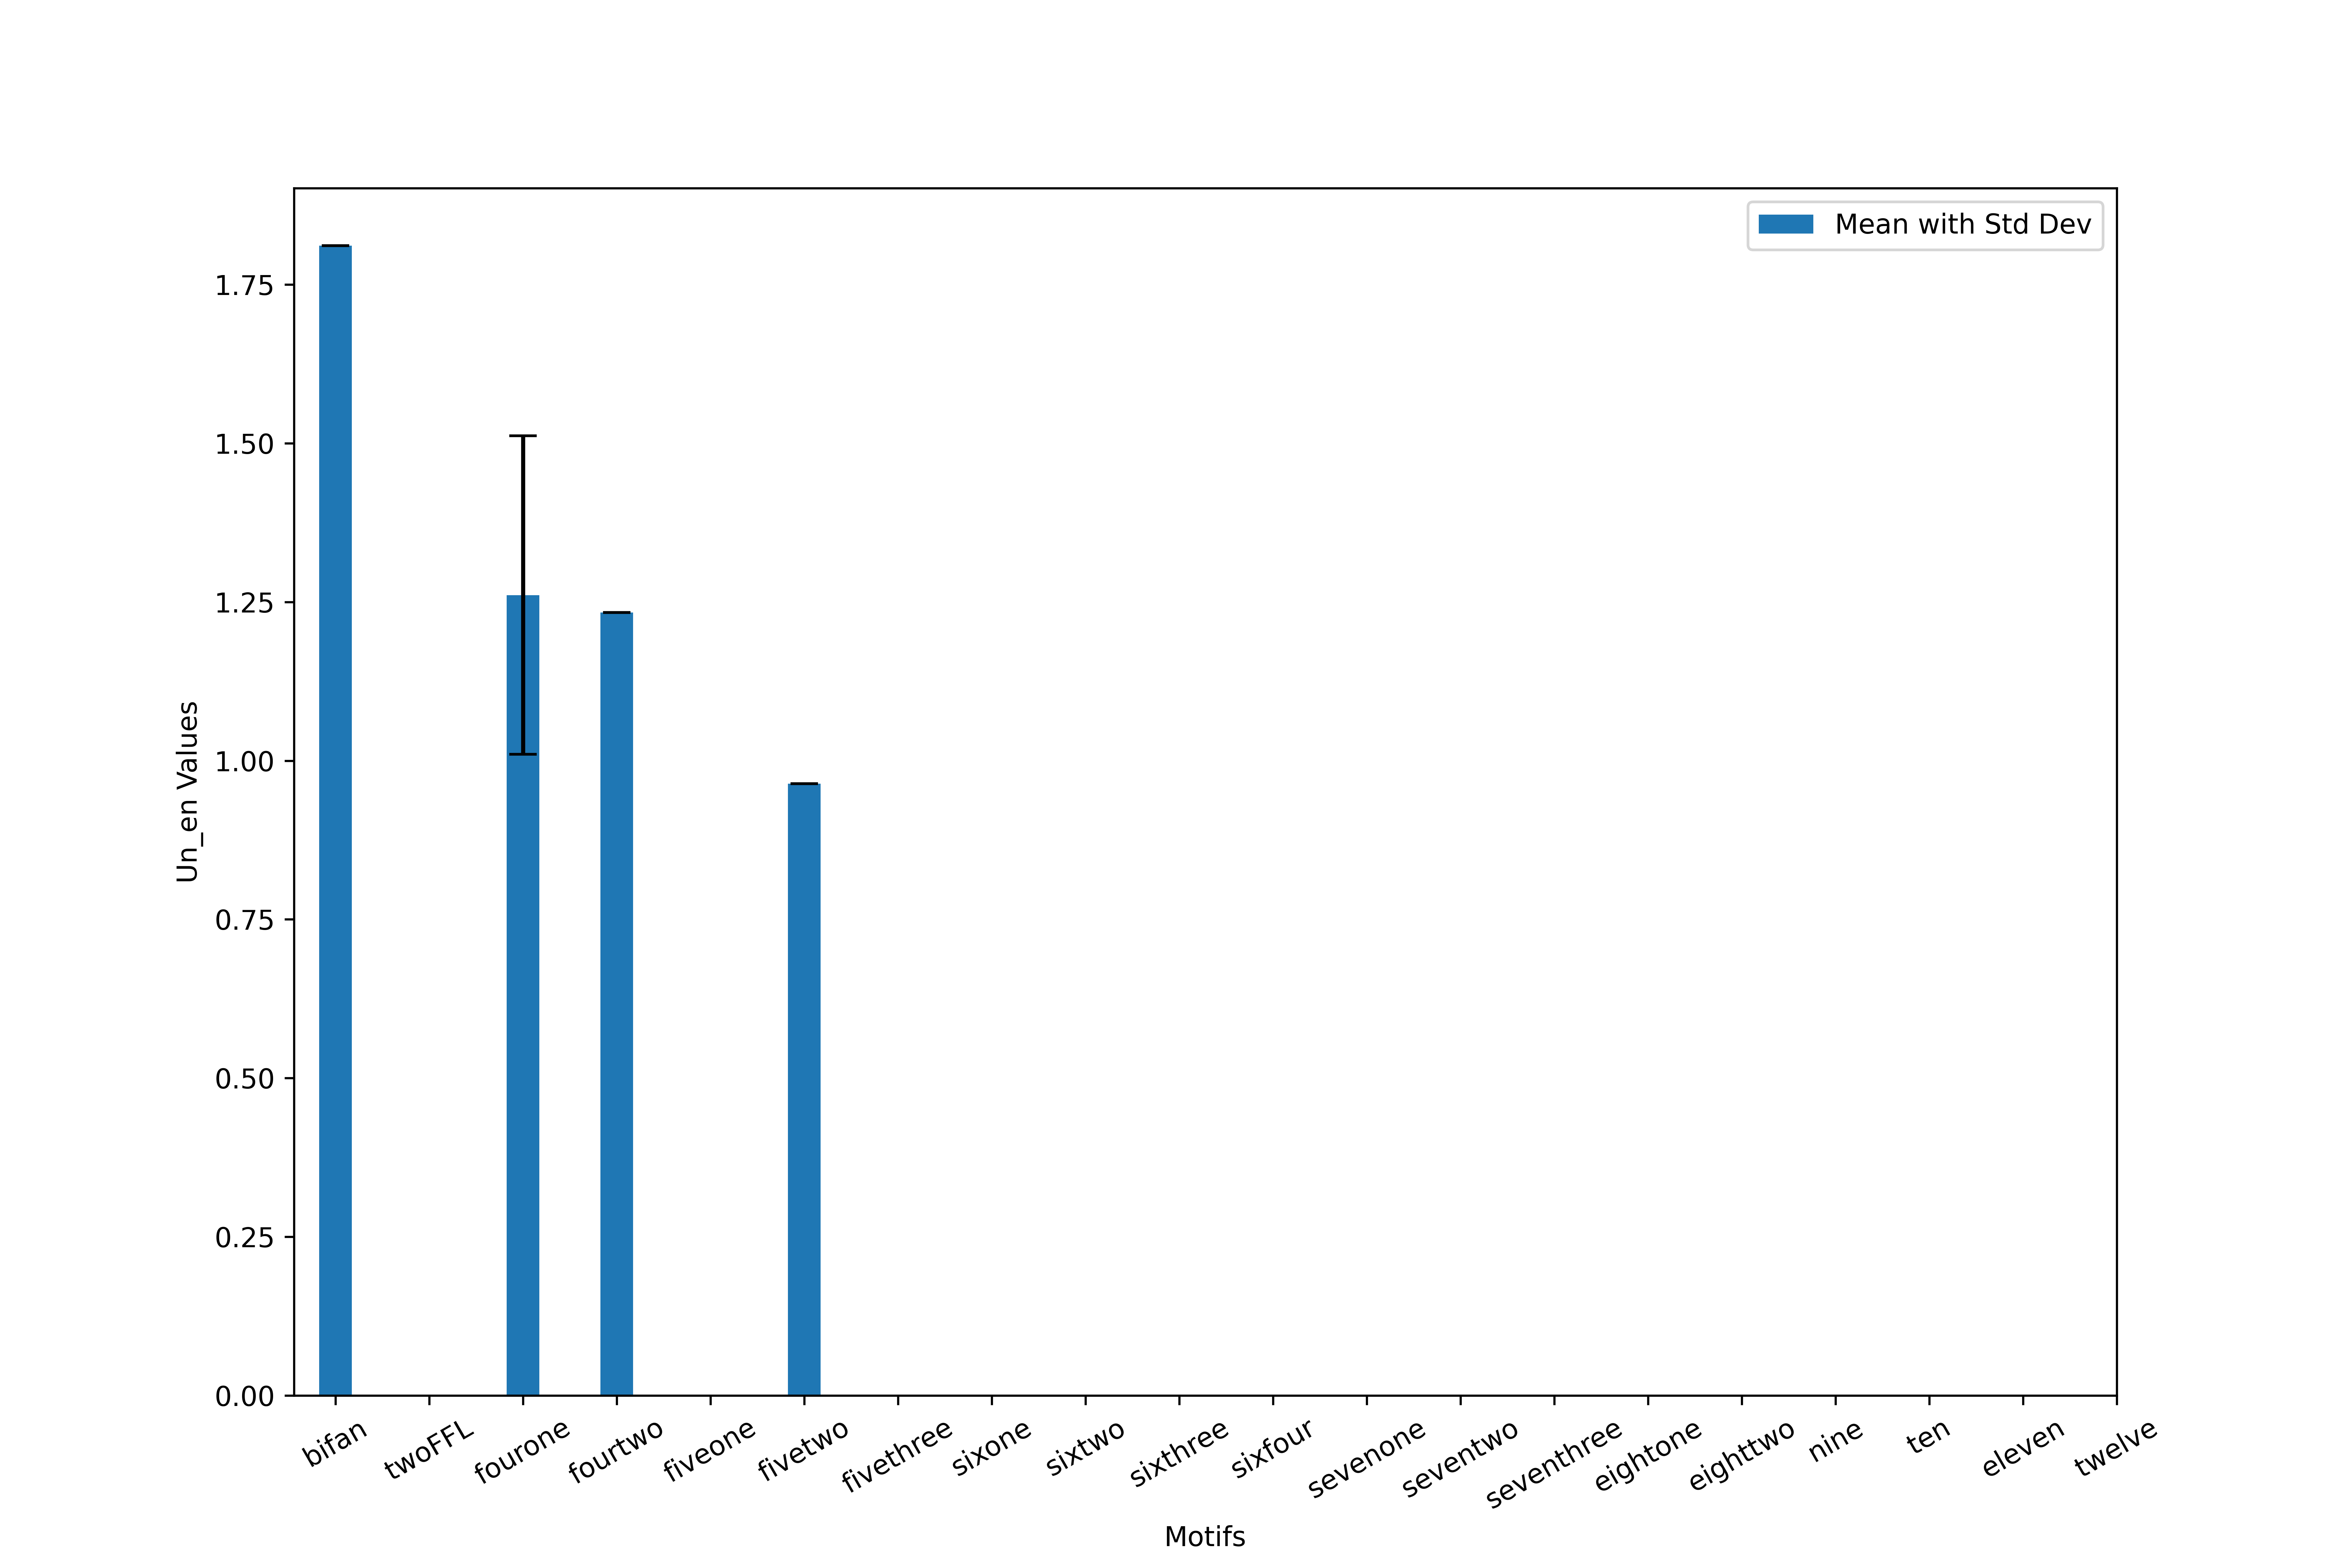 Mean with Std Dev
1.75
1.50
1.25
1.00
0.75
0.50
0.25
0.00
Un_en Values
bifan
twoFFL
fourone
fourtwo
fiveone
fivetwo
fivethree
sixone
sixtwo
sixthree
sixfour
sevenone
seventwo
seventhree
eightone
eighttwo
nine
ten
eleven
twelve
Motifs